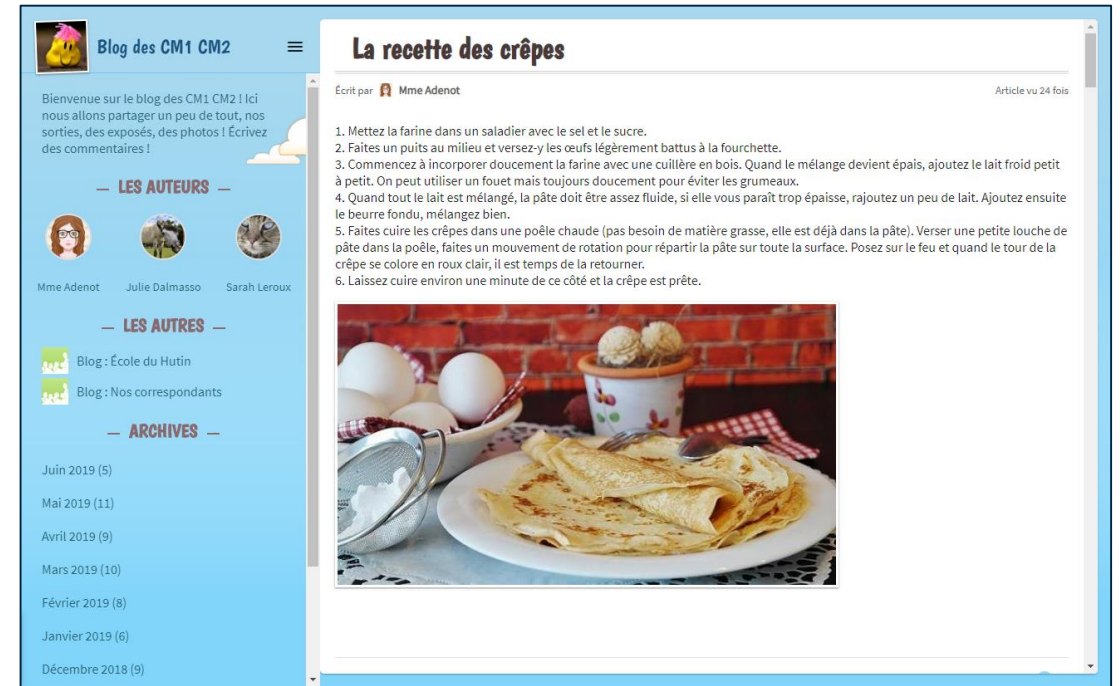 Blog des CM1 CM2
Bienvenue sur le blog des CM1 CM2 ! Ici
nous allons partager un peu de tout, nos
sorties, des exposés, des photos ! Écrivez
des commentaires !
— LES AUTEURS —
Mme Adenot Julie Dalmasso Sarah Leroux
— LES AUTRES —
Blog : École du Hutin
Blog : Nos correspondants
— ARCHIVES —
Juin 2019 (5)
Mai 2019 (11)
Avril 2019 (9)
Mars 2019 (10)
Février 2019 (8)
Janvier 2019 (6)
Décembre 2018 (9)
La recette des crêpes
Écrit par Mme Adenot Article vu 24 fois
1. Mettez la farine dans un saladier avec le sel et le sucre.
2. Faites un puits au milieu et versez-y les œufs légèrement battus à la fourchette.
3. Commencez à incorporer doucement la farine avec une cuillère en bois. Quand le mélange devient épais, ajoutez le lait froid petit
à petit. On peut utiliser un fouet mais toujours doucement pour éviter les grumeaux.
4. Quand tout le lait est mélangé, la pâte doit être assez fluide, si elle vous paraît trop épaisse, rajoutez un peu de lait. Ajoutez ensuite
le beurre fondu, mélangez bien.
5. Faites cuire les crêpes dans une poêle chaude (pas besoin de matière grasse, elle est déjà dans la pâte). Verser une petite louche de
pâte dans la poêle, faites un mouvement de rotation pour répartir la pâte sur toute la surface. Posez sur le feu et quand le tour de la
crêpe se colore en roux clair, il est temps de la retourner.
6. Laissez cuire environ une minute de ce côté et la crêpe est prête.